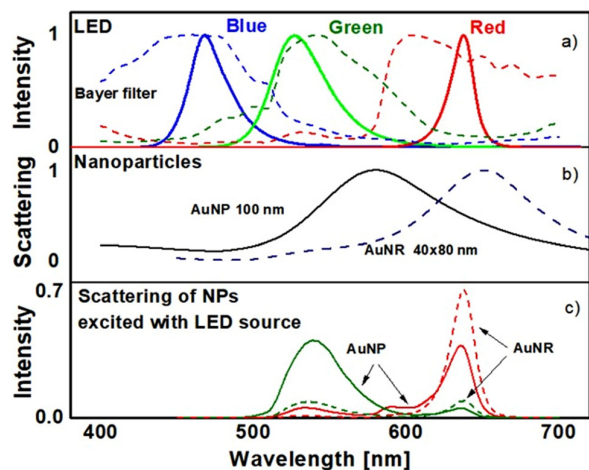 LED Blue Green Red a)
1
Intensity
Bayer filter
0
Nanoparticles b)
1
Scattering
AuNP 100 nm
AuNR 40x80 nm
0
0.7
Scattering of NPs c)
excited with LED source
Intensity
AuNP
AuNR
0.0
400 500 600 700
Wavelength [nm]